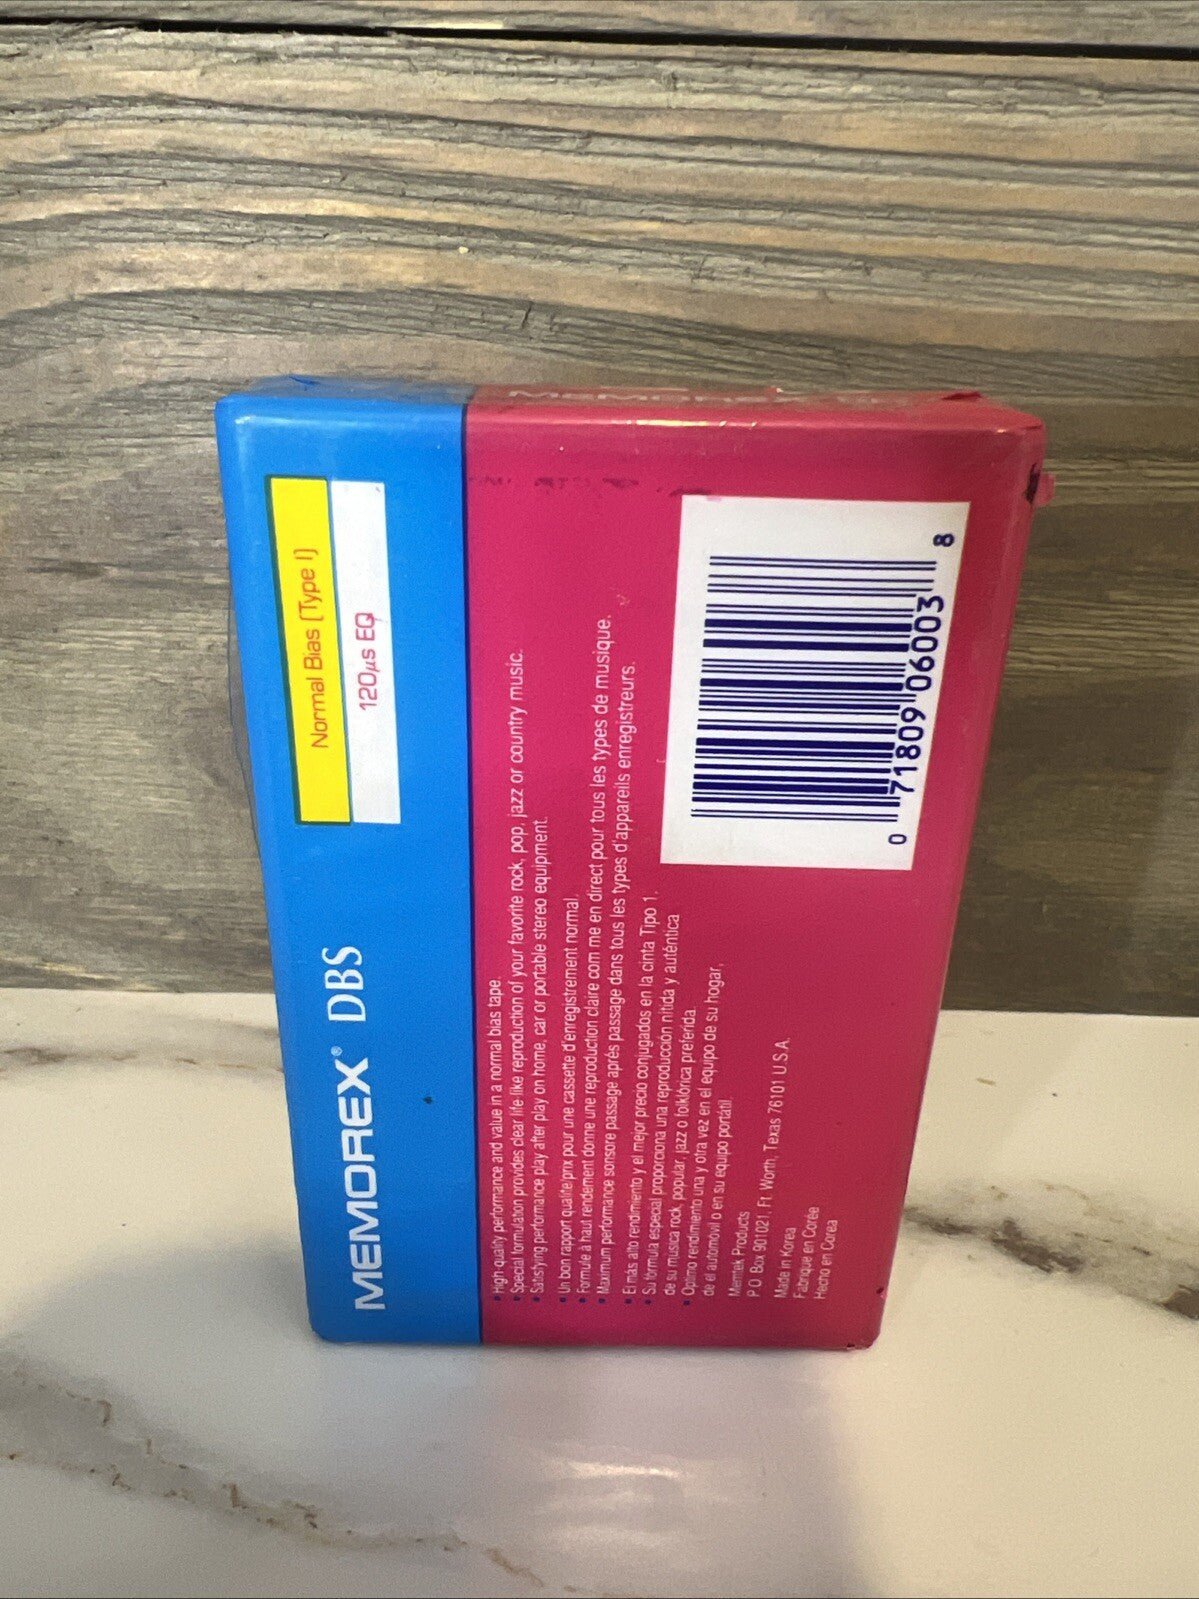 MEMOREX® DBS
Normal Bias (Type I)
120µs EQ
• High-quality performance and value in a normal bias tape.
• Special formulation provides clear life like reproduction of your favorite rock, pop, jazz or country music.
• Satisfying performance play after play on home, car or portable stereo equipment.
• Un bon rapport qualité/prix pour une cassette d'enregistrement normal.
• Formule à haut rendement donne une reproduction claire com me en direct pour tous les types de musique.
• Maximum performance sonsore passage après passage dans tous les types d'appareils enregistreurs.
• El más alto rendimiento y el mejor precio conjugados en la cinta Tipo 1.
• Su fórmula especial proporciona una reproducción nítida y auténtica
de su música rock, popular, jazz o folklórica preferida.
• Optimo rendimiento una y otra vez en el equipo de su hogar,
de el automóvil o en su equipo portátil.
Memtek Products
P.O. Box 901021, Ft. Worth, Texas 76101 U.S.A.
Made in Korea
Fabriqué en Corée
Hecho en Corea
0 71809 06003 8
MEMOREX